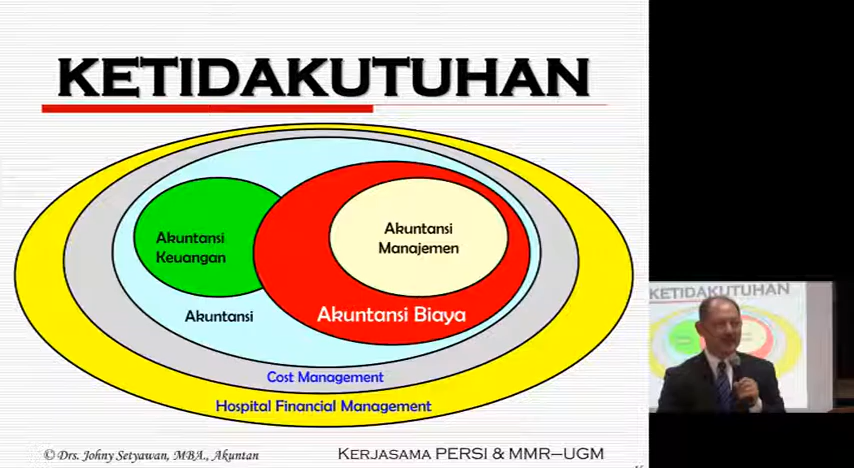 KETIDAKUTUHAN
Akuntansi
Keuangan
Akuntansi
Manajemen
Akuntansi
Akuntansi Biaya
Cost Management
Hospital Financial Management
© Drs. Johny Setyawan, MBA., Akuntan
KERJASAMA PERSI & MMR–UGM
KETIDAKUTUHAN